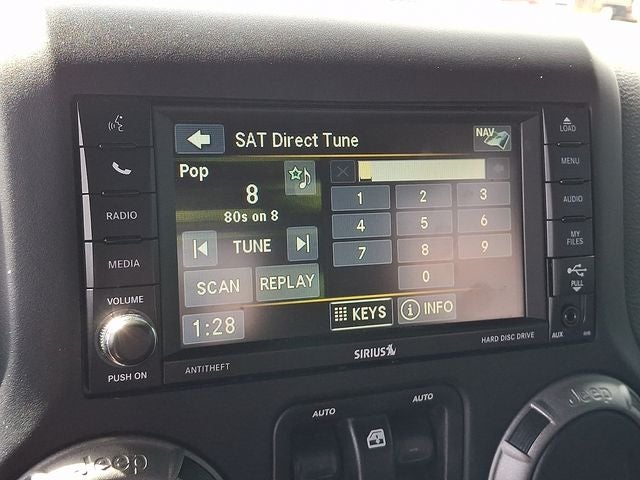 SAT Direct Tune
NAV
Pop
8
80s on 8
TUNE
SCAN REPLAY
1:28
1 2 3
4 5 6
7 8 9
0
KEYS INFO
RADIO
MEDIA
VOLUME
PUSH ON
ANTITHEFT
SIRIUS
HARD DISC DRIVE
LOAD
MENU
AUDIO
MY
FILES
PULL
AUX
AUTO
AUTO
Jeep
Jeep